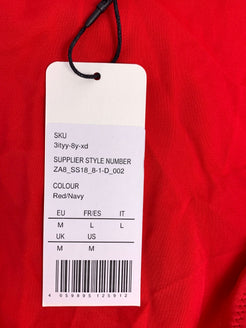 SKU
3ityy-8y-xd
SUPPLIER STYLE NUMBER
ZA8_SS18_8-1-D_002
COLOUR
Red/Navy
EU FR/ES IT
M L L
UK US
M M
4 059895 125912